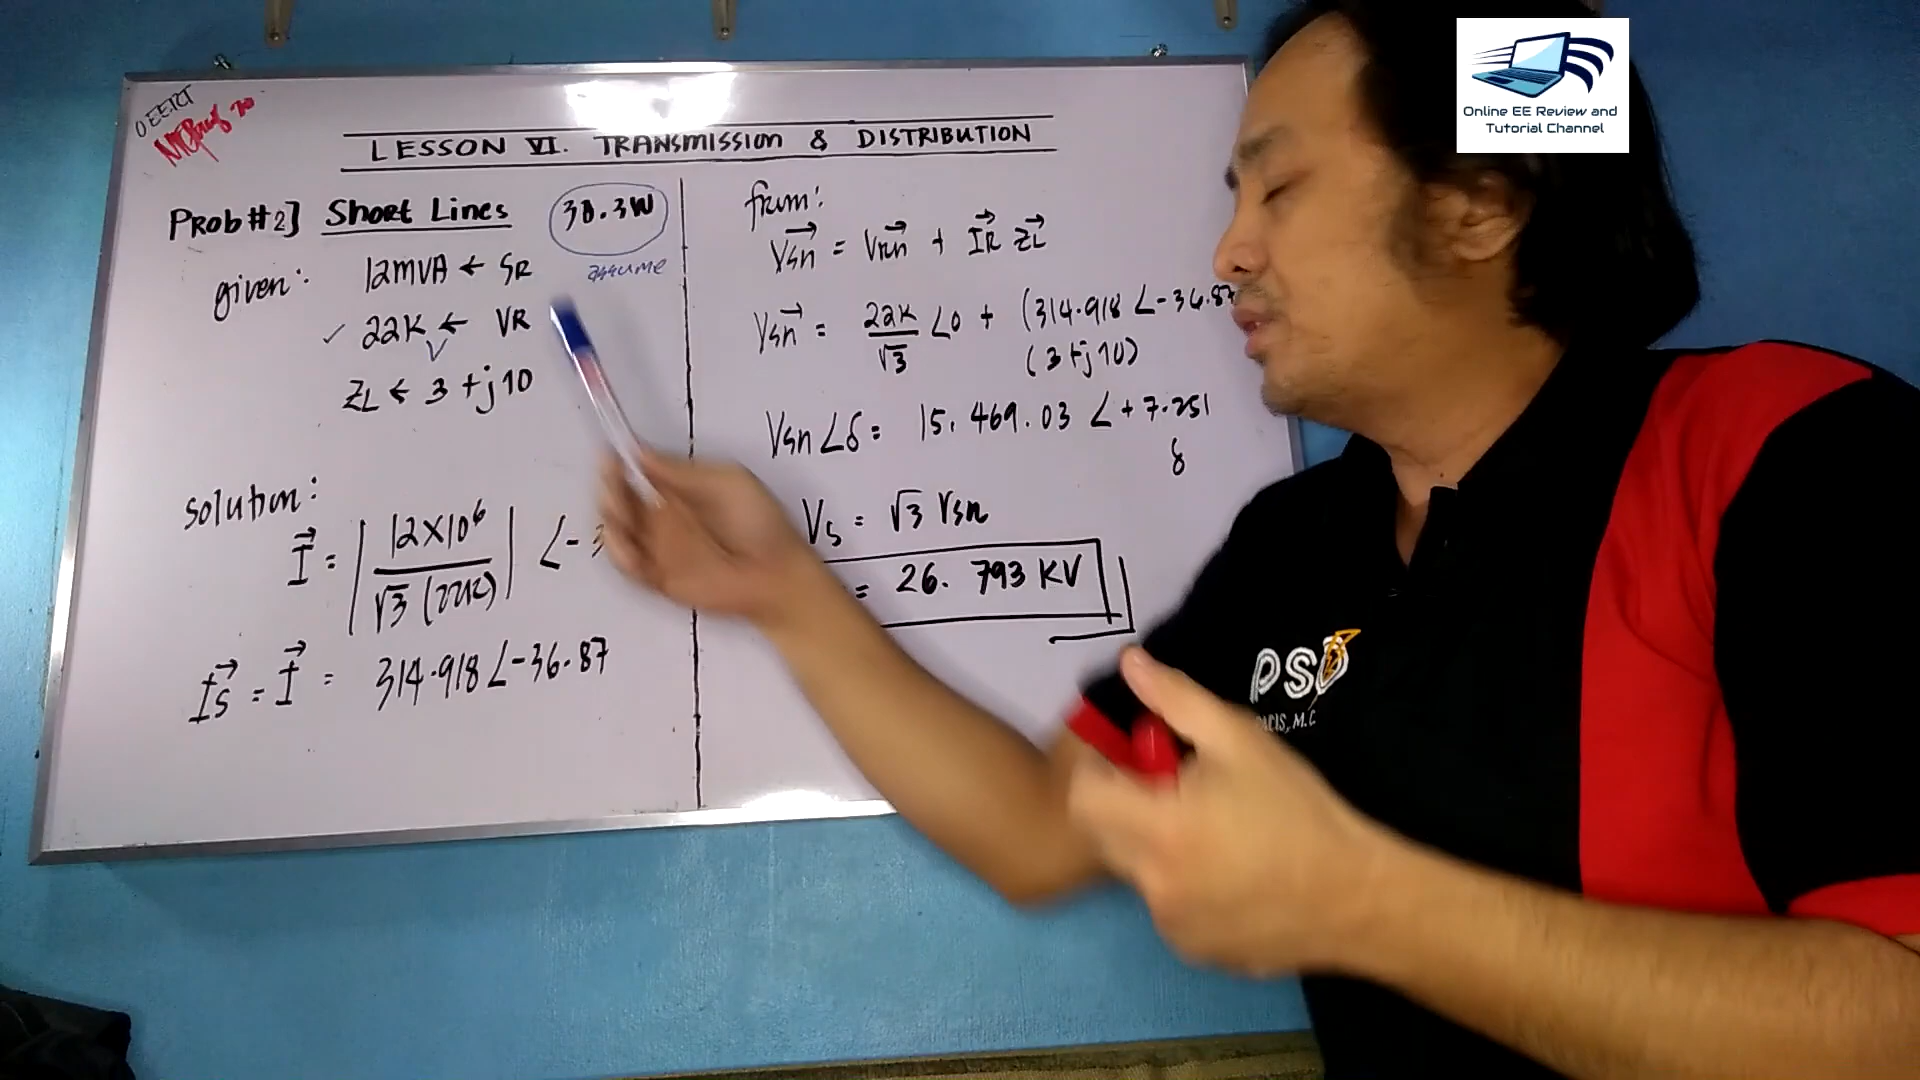 OEERT
LESSON VI. TRANSMISSION & DISTRIBUTION
PROB#2] Short Lines
3Φ.3W
assume
given:
12MVA ← SR
✓ 22K ← VR
V
ZL ← 3 + j10
solution:
I = | 12x10⁶ / √3 (22K) | ∠-3
Is = I = 314.918∠-36.87
from:
Vsn = VRn + IR ZL
Vsn = 22K/√3 ∠0 + (314.918 ∠-36.87
(3+j10)
Vsn∠δ = 15,469.03 ∠+7.251
δ
Vs = √3 Vsn
= 26.793 KV
Online EE Review and
Tutorial Channel
PSD
M.C